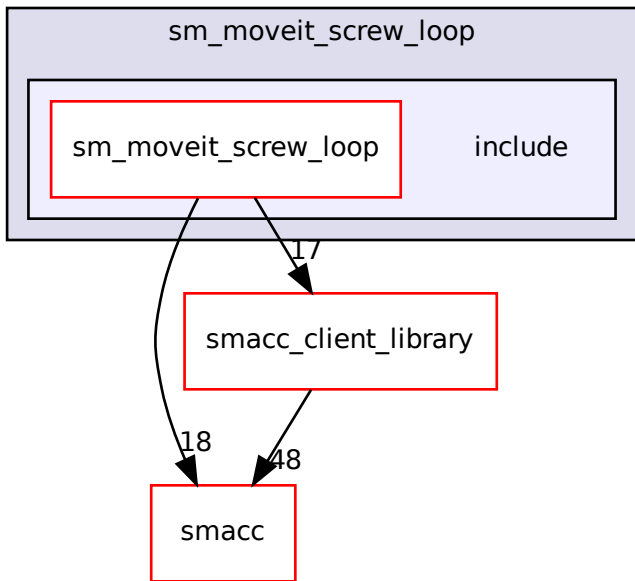 sm_moveit_screw_loop
sm_moveit_screw_loop
include
17
smacc_client_library
18
48
smacc